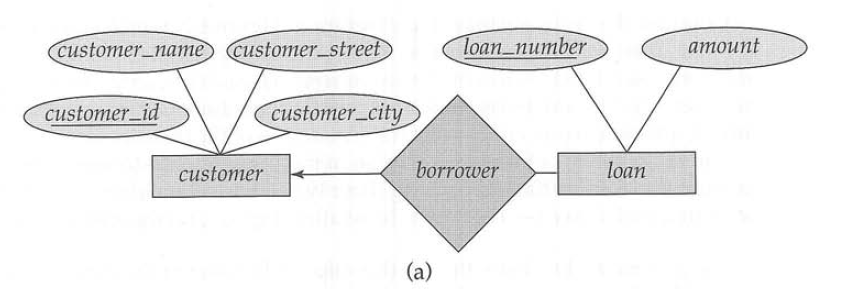 customer_name customer_street loan_number amount
customer_id customer_city
customer borrower loan
(a)